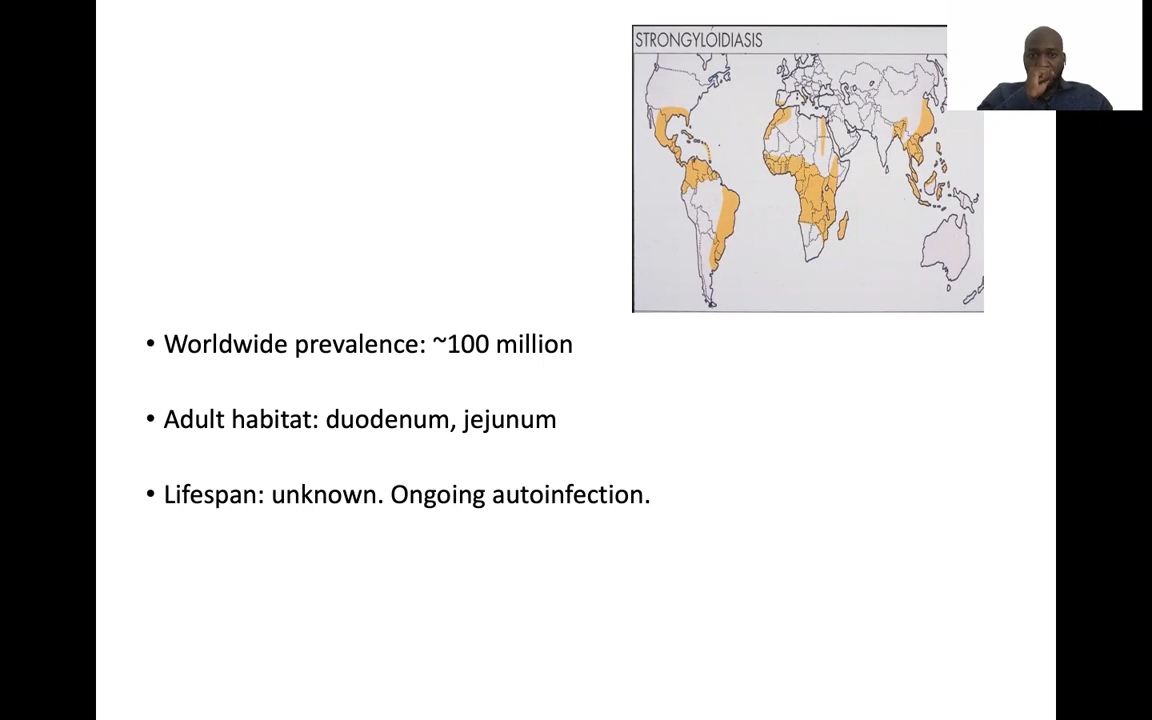 STRONGYLOIDIASIS
• Worldwide prevalence: ~100 million
• Adult habitat: duodenum, jejunum
• Lifespan: unknown. Ongoing autoinfection.